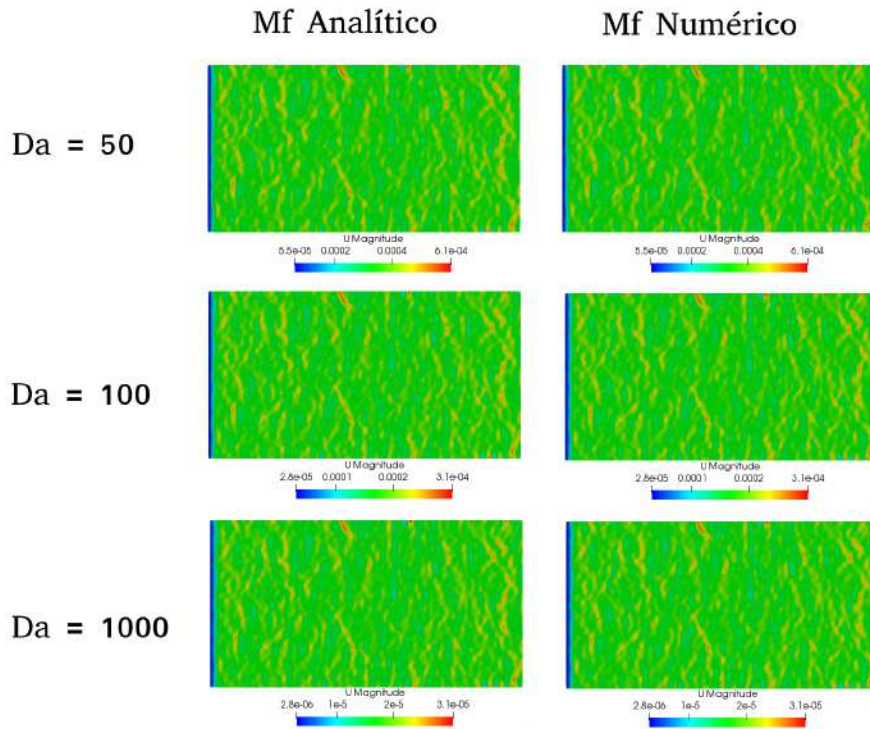 Mf Analítico Mf Numérico
Da = 50
U Magnitude U Magnitude
5.5e-05 0.0002 0.0004 6.1e-04 5.5e-05 0.0002 0.0004 6.1e-04
Da = 100
U Magnitude U Magnitude
2.8e-05 0.0001 0.0002 3.1e-04 2.8e-05 0.0001 0.0002 3.1e-04
Da = 1000
U Magnitude U Magnitude
2.8e-06 1e-5 2e-5 3.1e-05 2.8e-06 1e-5 2e-5 3.1e-05